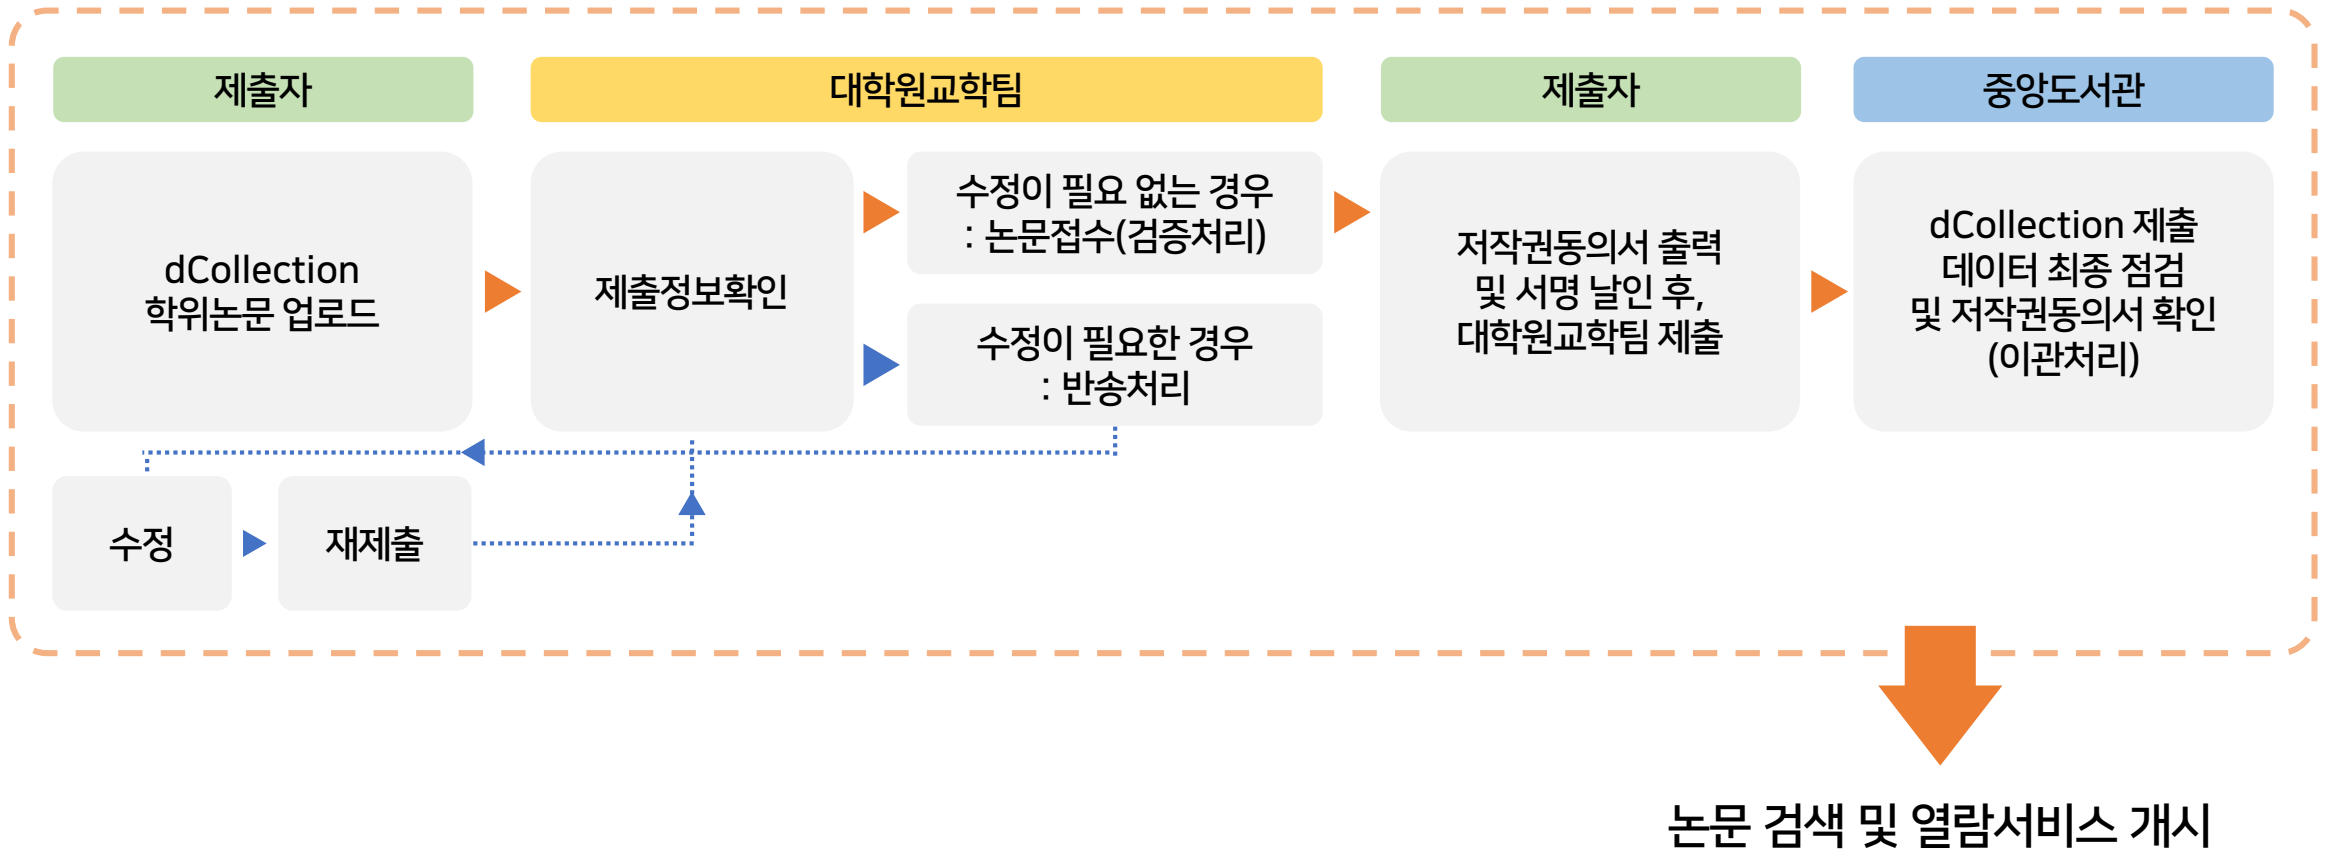 제출자
대학원교학팀
제출자
중앙도서관
dCollection
학위논문 업로드
제출정보확인
수정이 필요 없는 경우
: 논문접수(검증처리)
수정이 필요한 경우
: 반송처리
저작권동의서 출력
및 서명 날인 후,
대학원교학팀 제출
dCollection 제출
데이터 최종 점검
및 저작권동의서 확인
(이관처리)
수정
재제출
논문 검색 및 열람서비스 개시